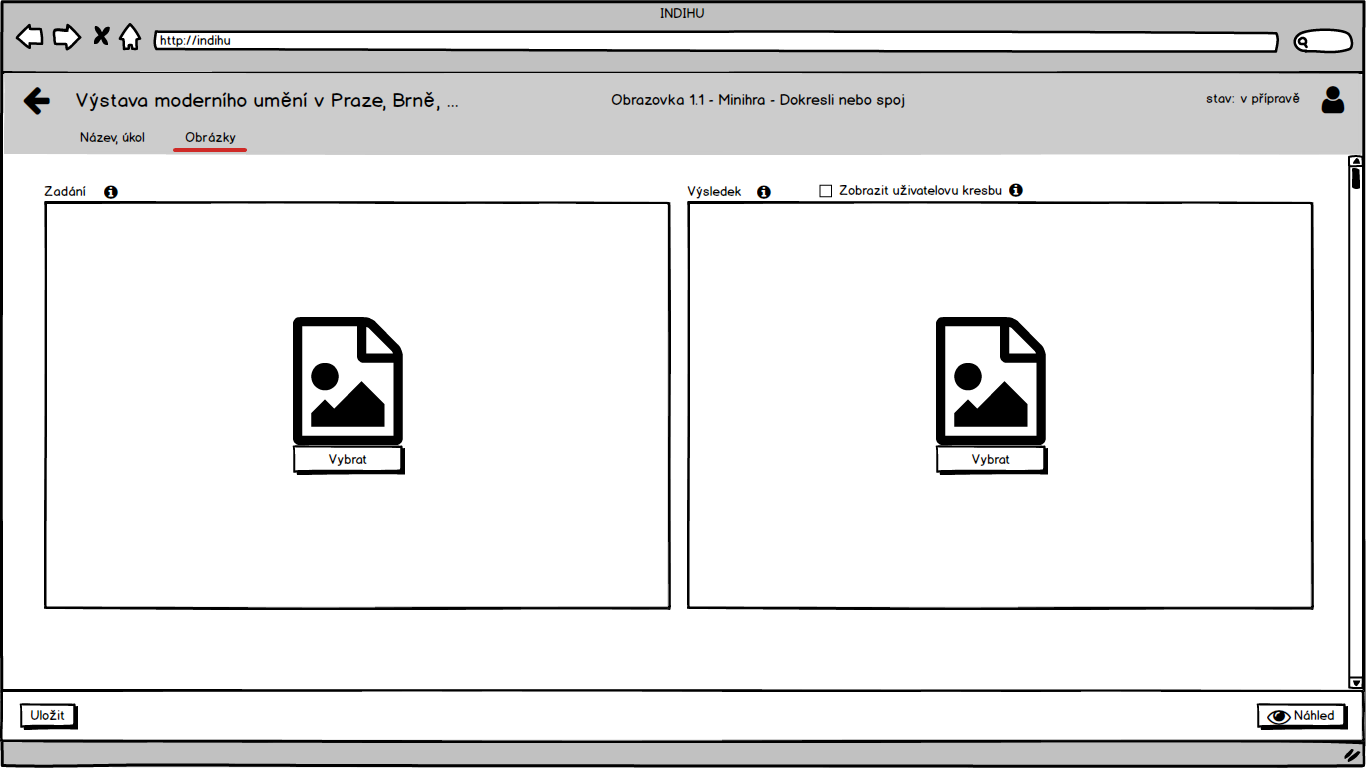 INDIHU
http://indihu
Výstava moderního umění v Praze, Brně, ...
Obrazovka 1.1 - Minihra - Dokresli nebo spoj
stav: v přípravě
Název, úkol
Obrázky
Zadání
Výsledek
Zobrazit uživatelovu kresbu
Vybrat
Vybrat
Uložit
Náhled